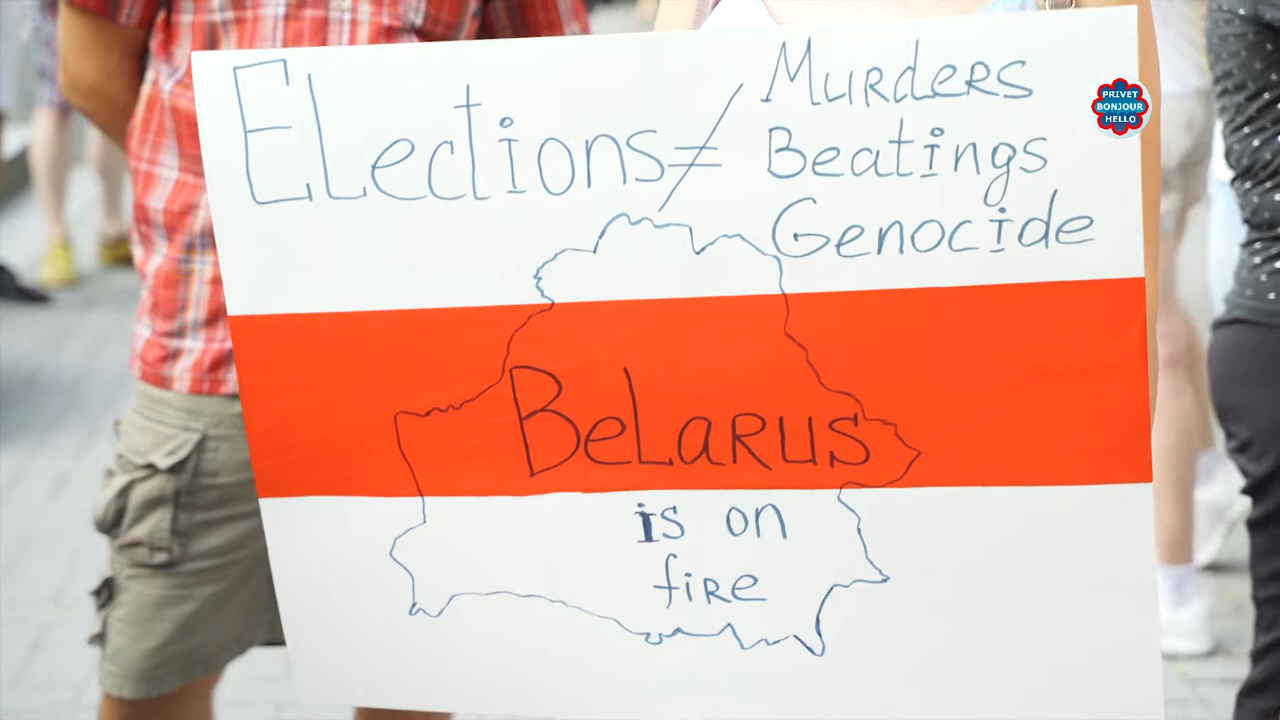 Elections ≠ Murders
Beatings
Genocide
Belarus
is on
fire
PRIVET
BONJOUR
HELLO